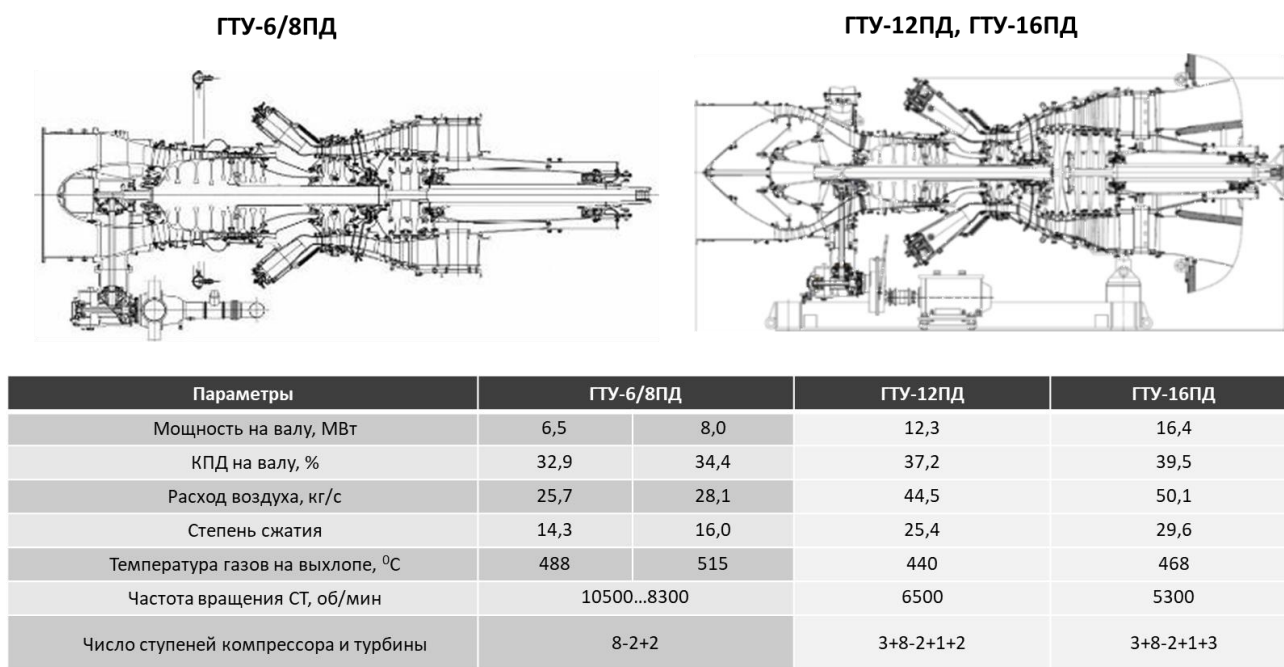 ГТУ-6/8ПД
ГТУ-12ПД, ГТУ-16ПД
Параметры ГТУ-6/8ПД ГТУ-12ПД ГТУ-16ПД
Мощность на валу, МВт 6,5 8,0 12,3 16,4
КПД на валу, % 32,9 34,4 37,2 39,5
Расход воздуха, кг/с 25,7 28,1 44,5 50,1
Степень сжатия 14,3 16,0 25,4 29,6
Температура газов на выхлопе, ⁰С 488 515 440 468
Частота вращения СТ, об/мин 10500...8300 6500 5300
Число ступеней компрессора и турбины 8-2+2 3+8-2+1+2 3+8-2+1+3